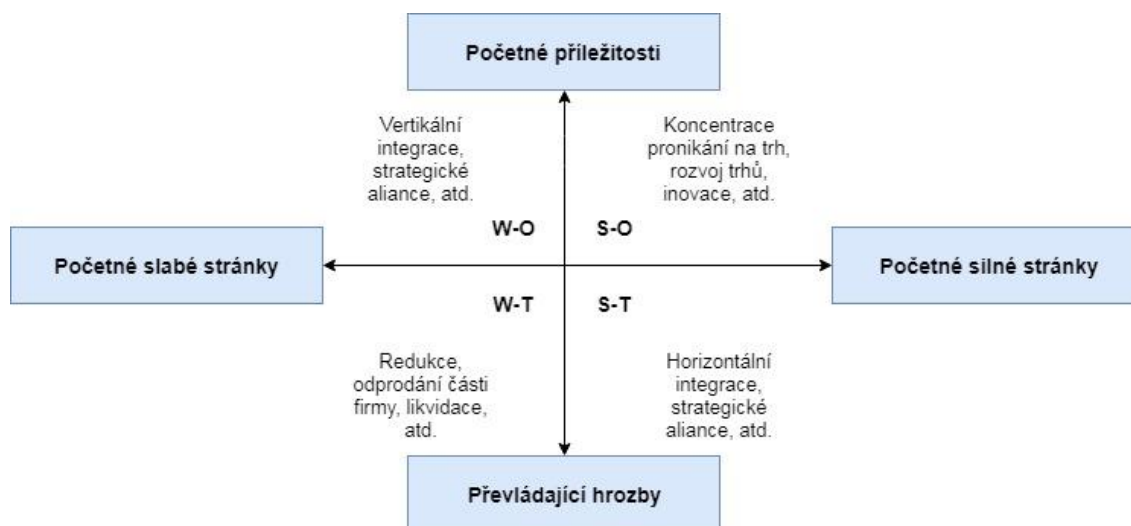 Početné příležitosti
Vertikální
integrace,
strategické
aliance, atd.
Koncentrace
pronikání na trh,
rozvoj trhů,
inovace, atd.
W-O
S-O
Početné slabé stránky
Početné silné stránky
W-T
S-T
Redukce,
odprodání části
firmy, likvidace,
atd.
Horizontální
integrace,
strategické
aliance, atd.
Převládající hrozby